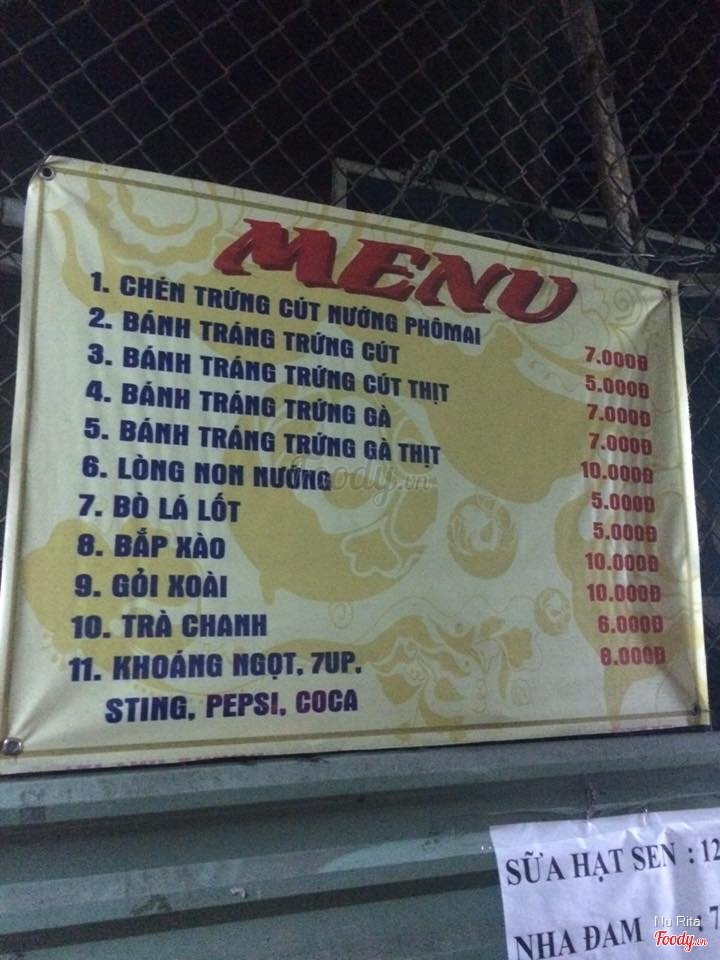 MENU
1. CHÉN TRỨNG CÚT NƯỚNG PHÔMAI 7.000Đ
2. BÁNH TRÁNG TRỨNG CÚT 5.000Đ
3. BÁNH TRÁNG TRỨNG CÚT THỊT 7.000Đ
4. BÁNH TRÁNG TRỨNG GÀ 7.000Đ
5. BÁNH TRÁNG TRỨNG GÀ THỊT 10.000Đ
6. LÒNG NON NƯỚNG 5.000Đ
7. BÒ LÁ LỐT 5.000Đ
8. BẮP XÀO 10.000Đ
9. GỎI XOÀI 10.000Đ
10. TRÀ CHANH 6.000Đ
11. KHOÁNG NGỌT, 7UP, 8.000Đ
STING, PEPSI, COCA
Foody.vn
SỮA HẠT SEN : 12
NHA ĐAM : 7
Nu Rita
Foody.vn